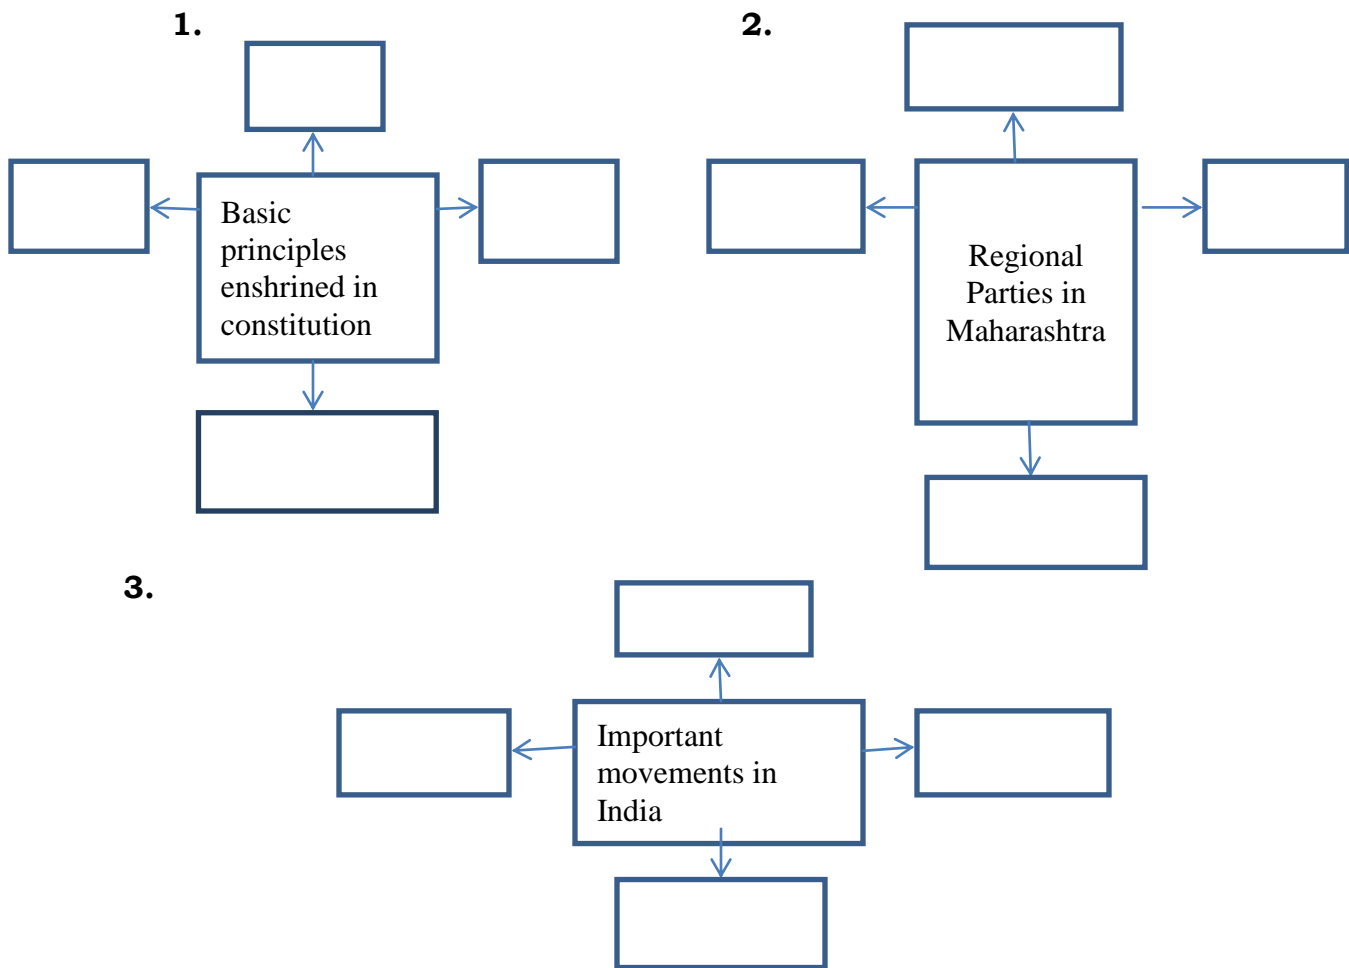 1.
2.
Basic
principles
enshrined in
constitution
Regional
Parties in
Maharashtra
3.
Important
movements in
India